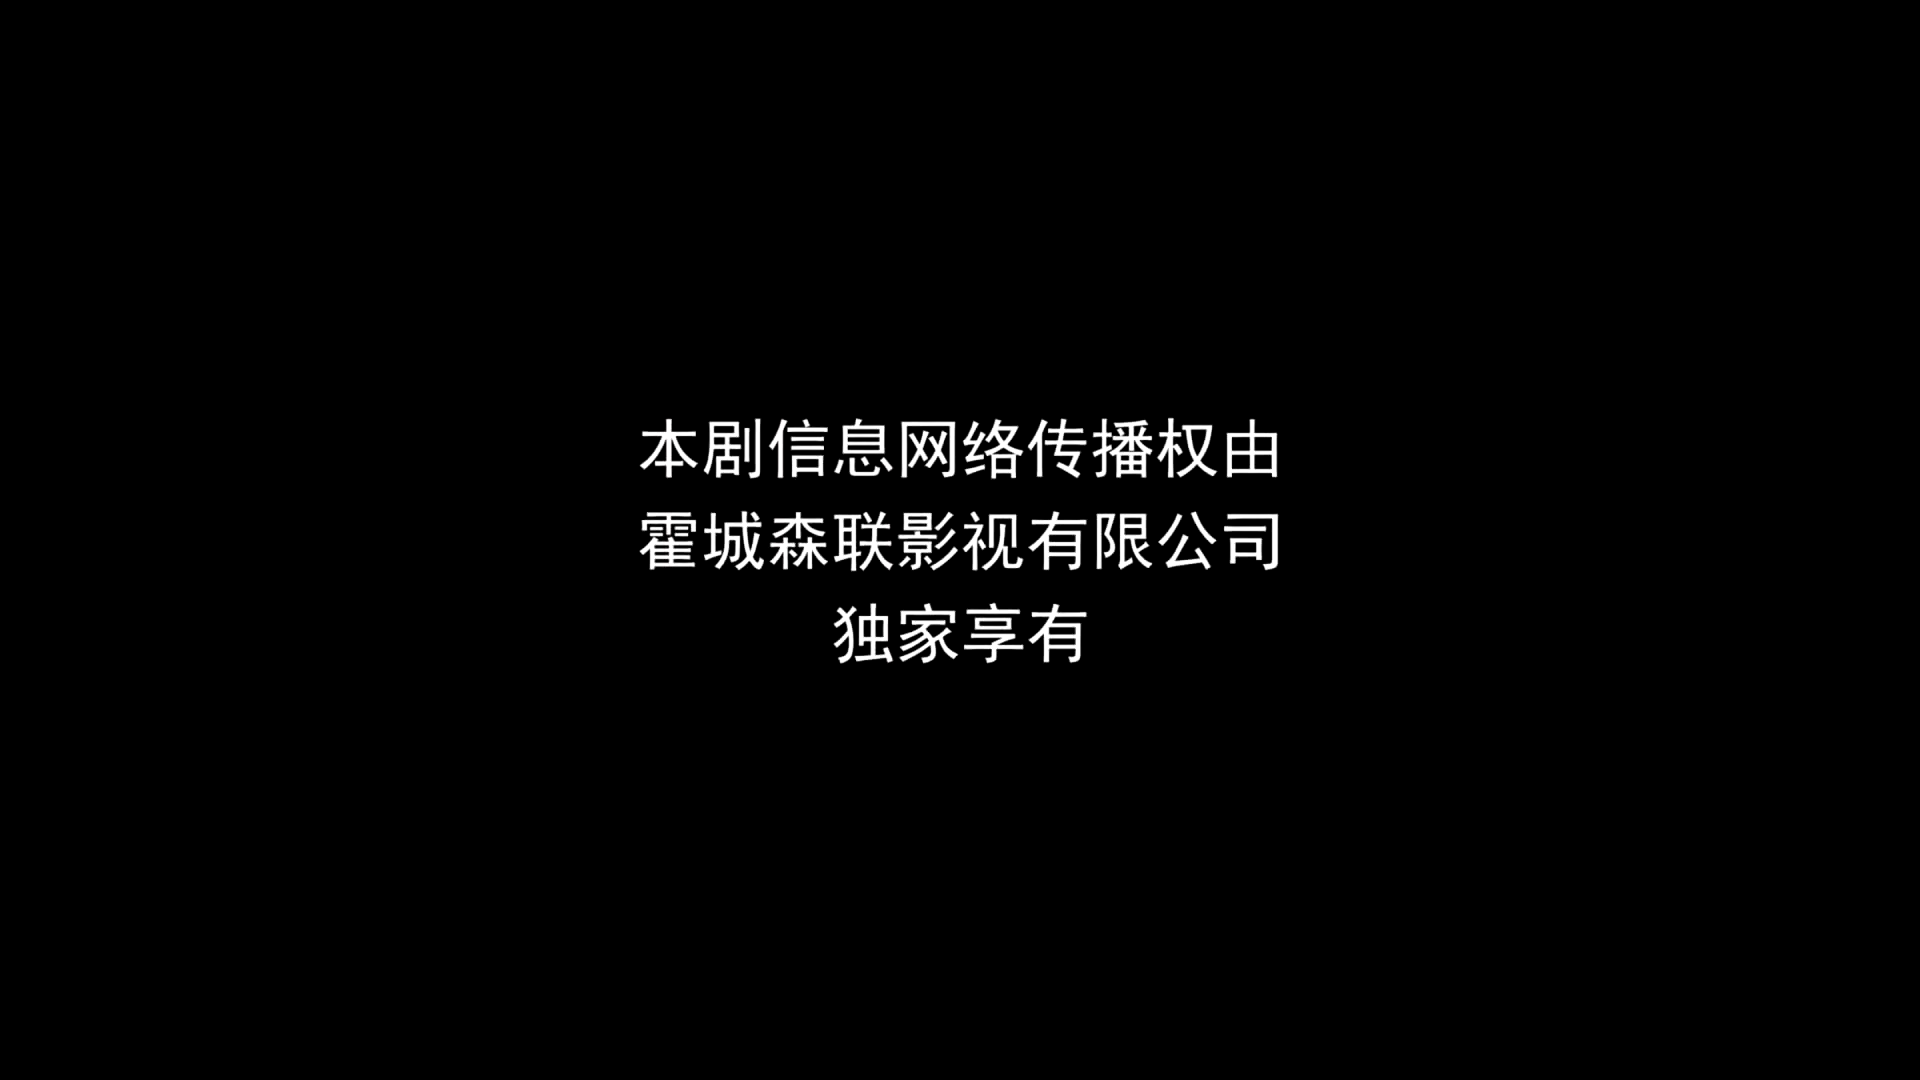 本剧信息网络传播权由
霍城森联影视有限公司
独家享有